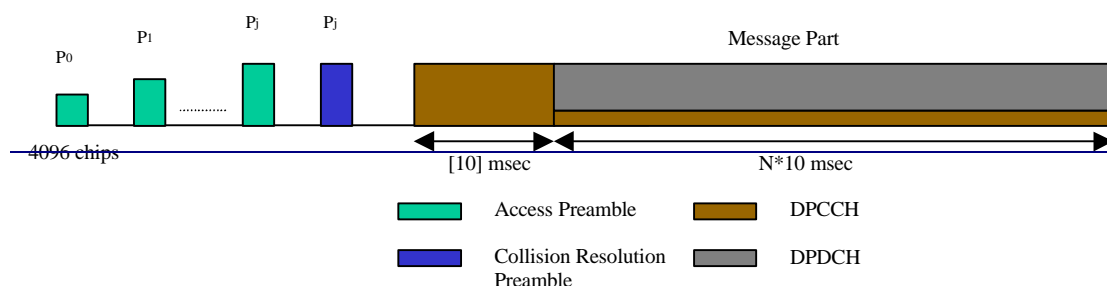 P0
P1
Pj
Pj
Message Part
............
4096 chips
[10] msec
N*10 msec
Access Preamble
DPCCH
Collision Resolution
Preamble
DPDCH